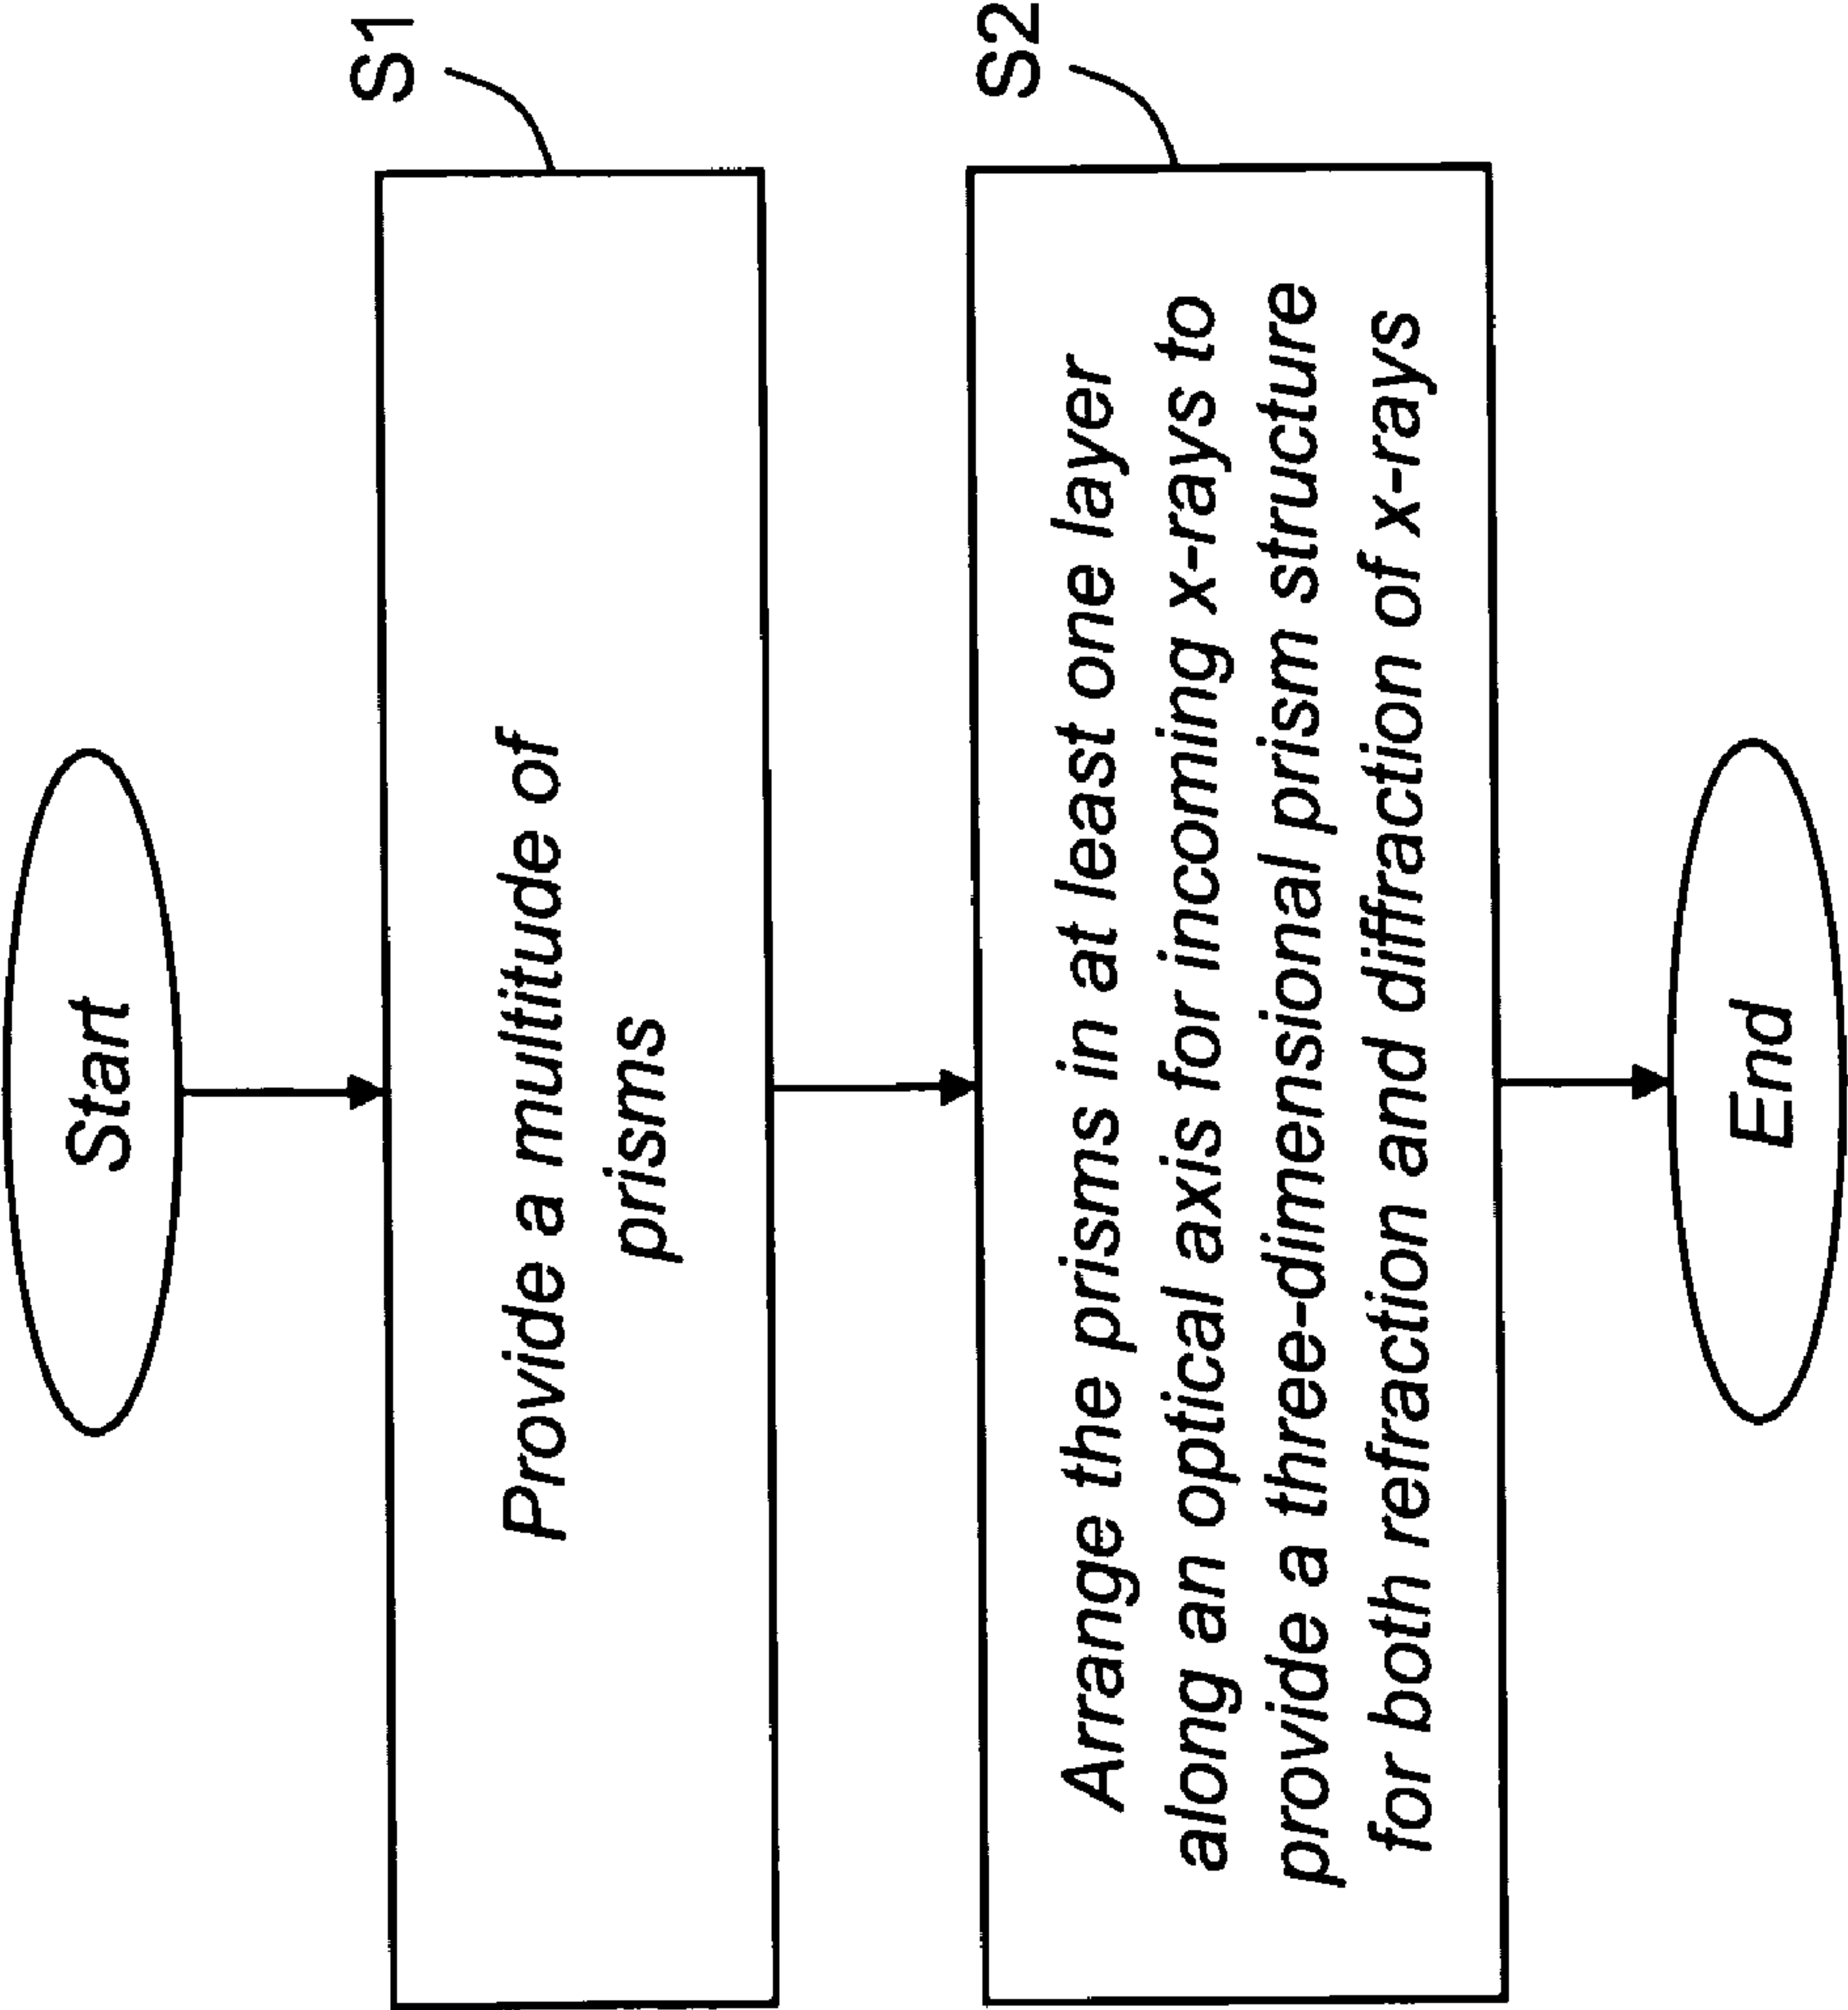 Start
S1
Provide a multitude of
prisms
S2
Arrange the prisms in at least one layer
along an optical axis for incoming x-rays to
provide a three-dimensional prism structure
for both refraction and diffraction of x-rays
End